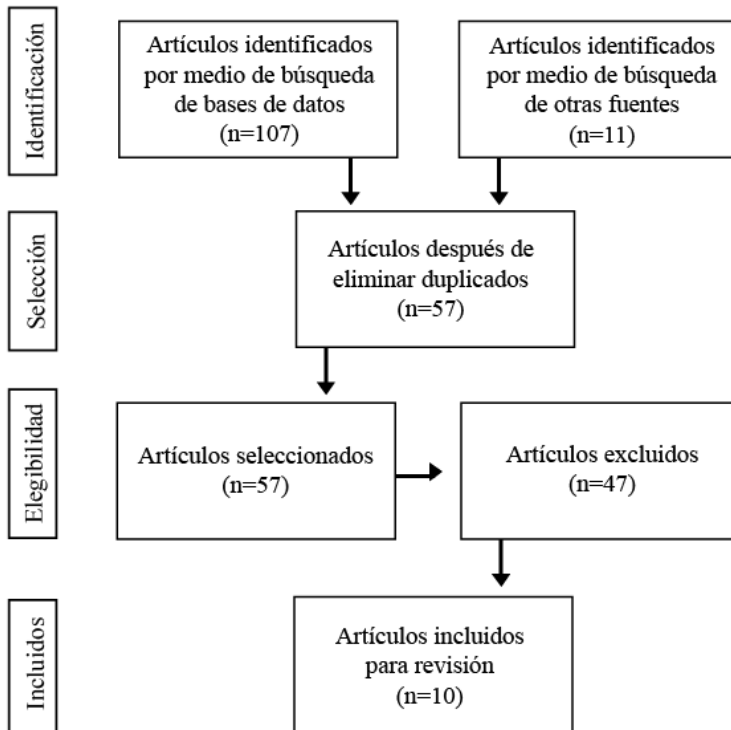 Identificación
Artículos identificados
por medio de búsqueda
de bases de datos
(n=107)
Artículos identificados
por medio de búsqueda
de otras fuentes
(n=11)
Selección
Artículos después de
eliminar duplicados
(n=57)
Elegibilidad
Artículos seleccionados
(n=57)
Artículos excluidos
(n=47)
Incluidos
Artículos incluidos
para revisión
(n=10)